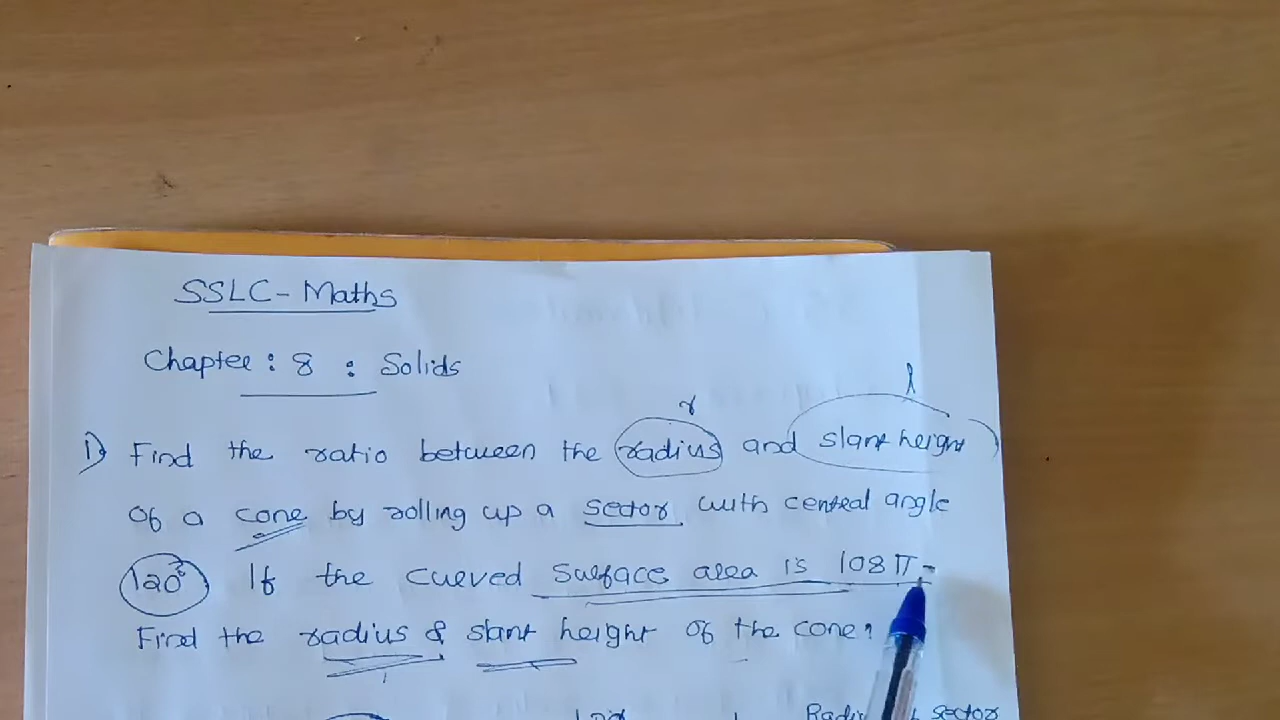 SSLC - Maths
Chapter : 8 : Solids
r
l
1) Find the ratio between the radius and slant height
of a cone by rolling up a sector with central angle
120° If the curved surface area is 108π.
Find the radius & slant height of the cone?
sector